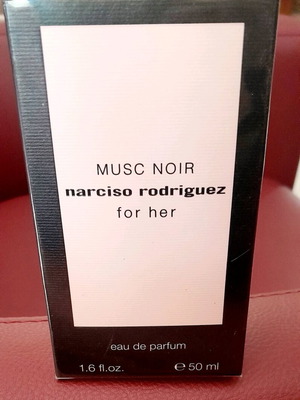 MUSC NOIR
narciso rodriguez
for her
eau de parfum
1.6 fl.oz. ℮ 50 ml